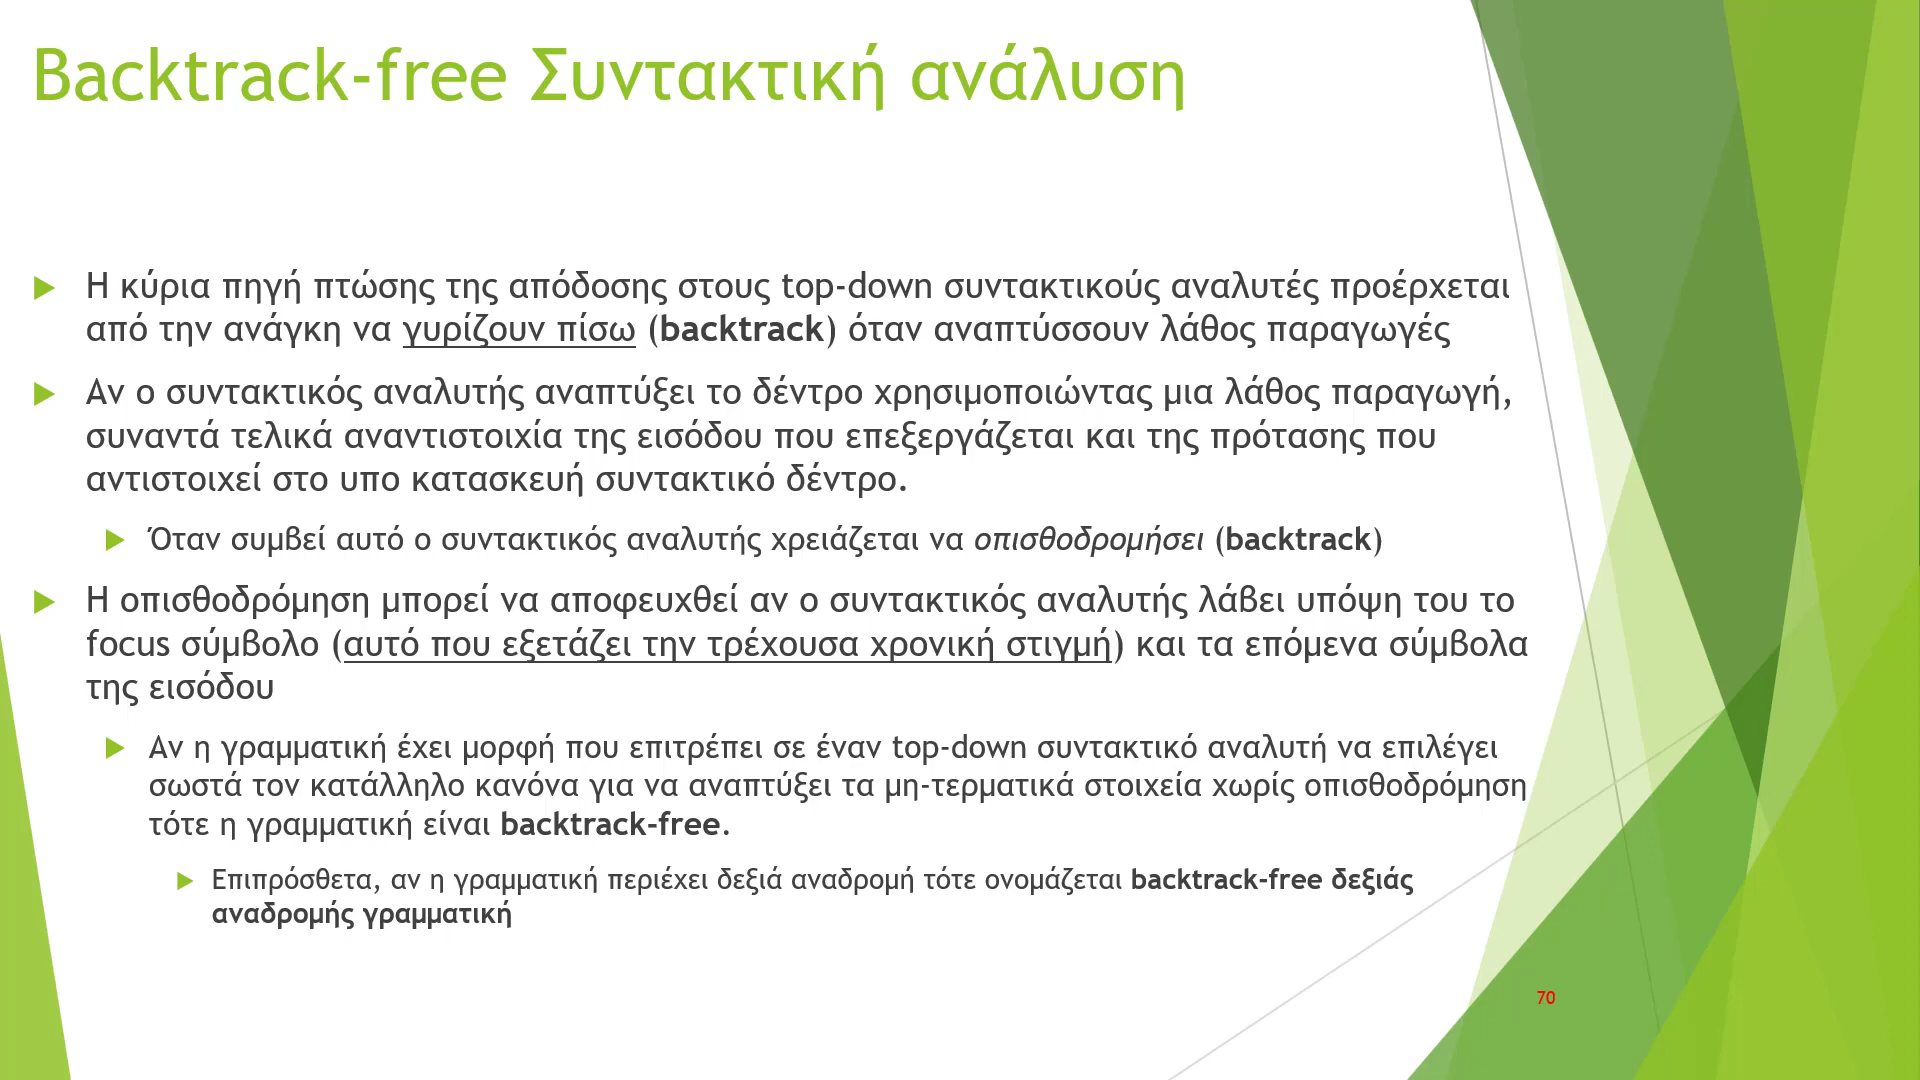 Backtrack-free Συντακτική ανάλυση
Η κύρια πηγή πτώσης της απόδοσης στους top-down συντακτικούς αναλυτές προέρχεται
από την ανάγκη να γυρίζουν πίσω (backtrack) όταν αναπτύσσουν λάθος παραγωγές
Αν ο συντακτικός αναλυτής αναπτύξει το δέντρο χρησιμοποιώντας μια λάθος παραγωγή,
συναντά τελικά αναντιστοιχία της εισόδου που επεξεργάζεται και της πρότασης που
αντιστοιχεί στο υπο κατασκευή συντακτικό δέντρο.
Όταν συμβεί αυτό ο συντακτικός αναλυτής χρειάζεται να οπισθοδρομήσει (backtrack)
Η οπισθοδρόμηση μπορεί να αποφευχθεί αν ο συντακτικός αναλυτής λάβει υπόψη του το
focus σύμβολο (αυτό που εξετάζει την τρέχουσα χρονική στιγμή) και τα επόμενα σύμβολα
της εισόδου
Αν η γραμματική έχει μορφή που επιτρέπει σε έναν top-down συντακτικό αναλυτή να επιλέγει
σωστά τον κατάλληλο κανόνα για να αναπτύξει τα μη-τερματικά στοιχεία χωρίς οπισθοδρόμηση
τότε η γραμματική είναι backtrack-free.
Επιπρόσθετα, αν η γραμματική περιέχει δεξιά αναδρομή τότε ονομάζεται backtrack-free δεξιάς
αναδρομής γραμματική
70